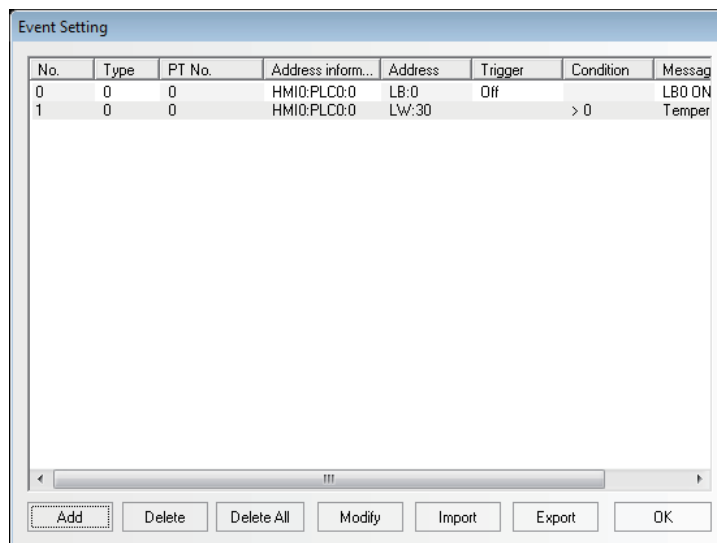 Event Setting
No. Type PT No. Address inform... Address Trigger Condition Messag
0 0 0 HMI0:PLC0:0 LB:0 Off LB0 ON
1 0 0 HMI0:PLC0:0 LW:30 > 0 Temper
Add Delete Delete All Modify Import Export OK